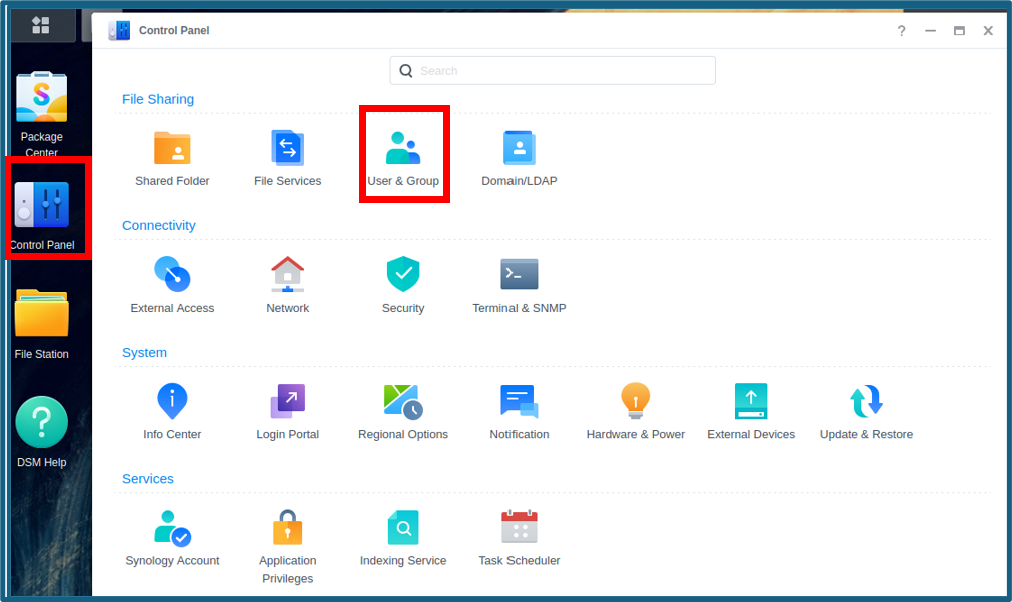 Control Panel
?
Search
Package
Center
Control Panel
File Station
DSM Help
File Sharing
Shared Folder
File Services
User & Group
Domain/LDAP
Connectivity
External Access
Network
Security
Terminal & SNMP
System
Info Center
Login Portal
Regional Options
Notification
Hardware & Power
External Devices
Update & Restore
Services
Synology Account
Application
Privileges
Indexing Service
Task Scheduler